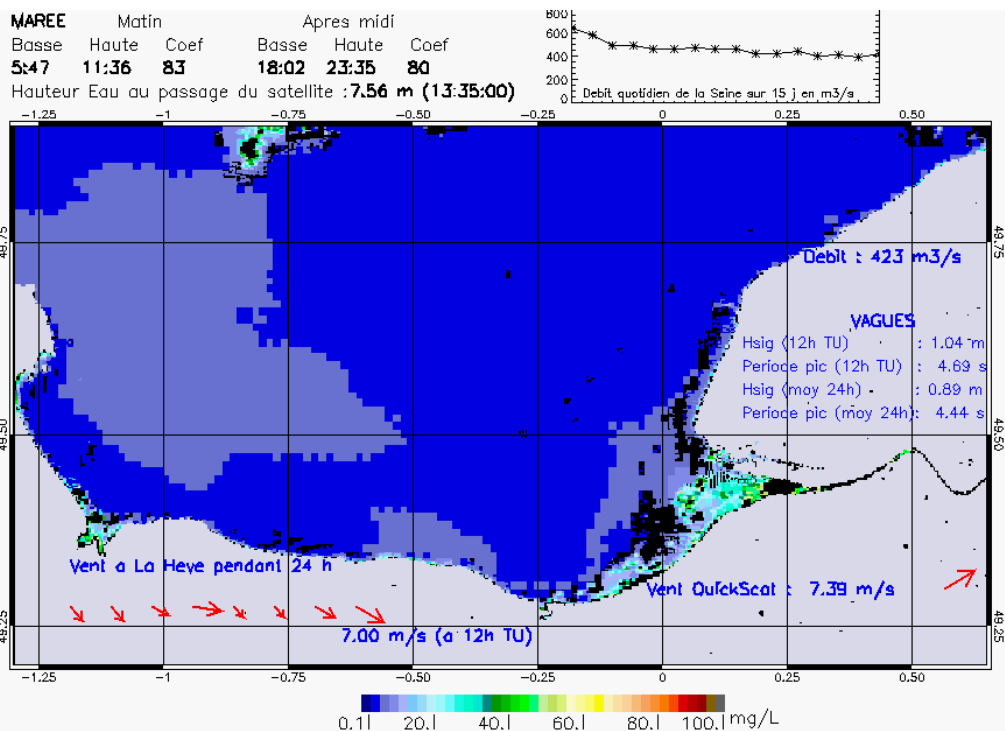 MAREE Matin Apres midi
Basse Haute Coef Basse Haute Coef
5:47 11:36 83 18:02 23:35 80
Hauteur Eau au passage du satellite : 7.56 m (13:35:00)
800
600
400
200
0
Debit quotidien de la Seine sur 15 j en m3/s
-1.25 -1 -0.75 -0.50 -0.25 0 0.25 0.50
49.75 49.75
Debit : 423 m3/s
VAGUES
Hsig (12h TU) : 1.04 m
Periode pic (12h TU) : 4.69 s
Hsig (moy 24h) : 0.89 m
Periode pic (moy 24h): 4.44 s
49.50 49.50
Vent a La Heve pendant 24 h
Vent QuickScat : 7.39 m/s
7.00 m/s (a 12h TU)
49.25 49.25
-1.25 -1 -0.75 -0.50 -0.25 0 0.25 0.50
0.1 20.1 40.1 60.1 80.1 100.1 mg/L